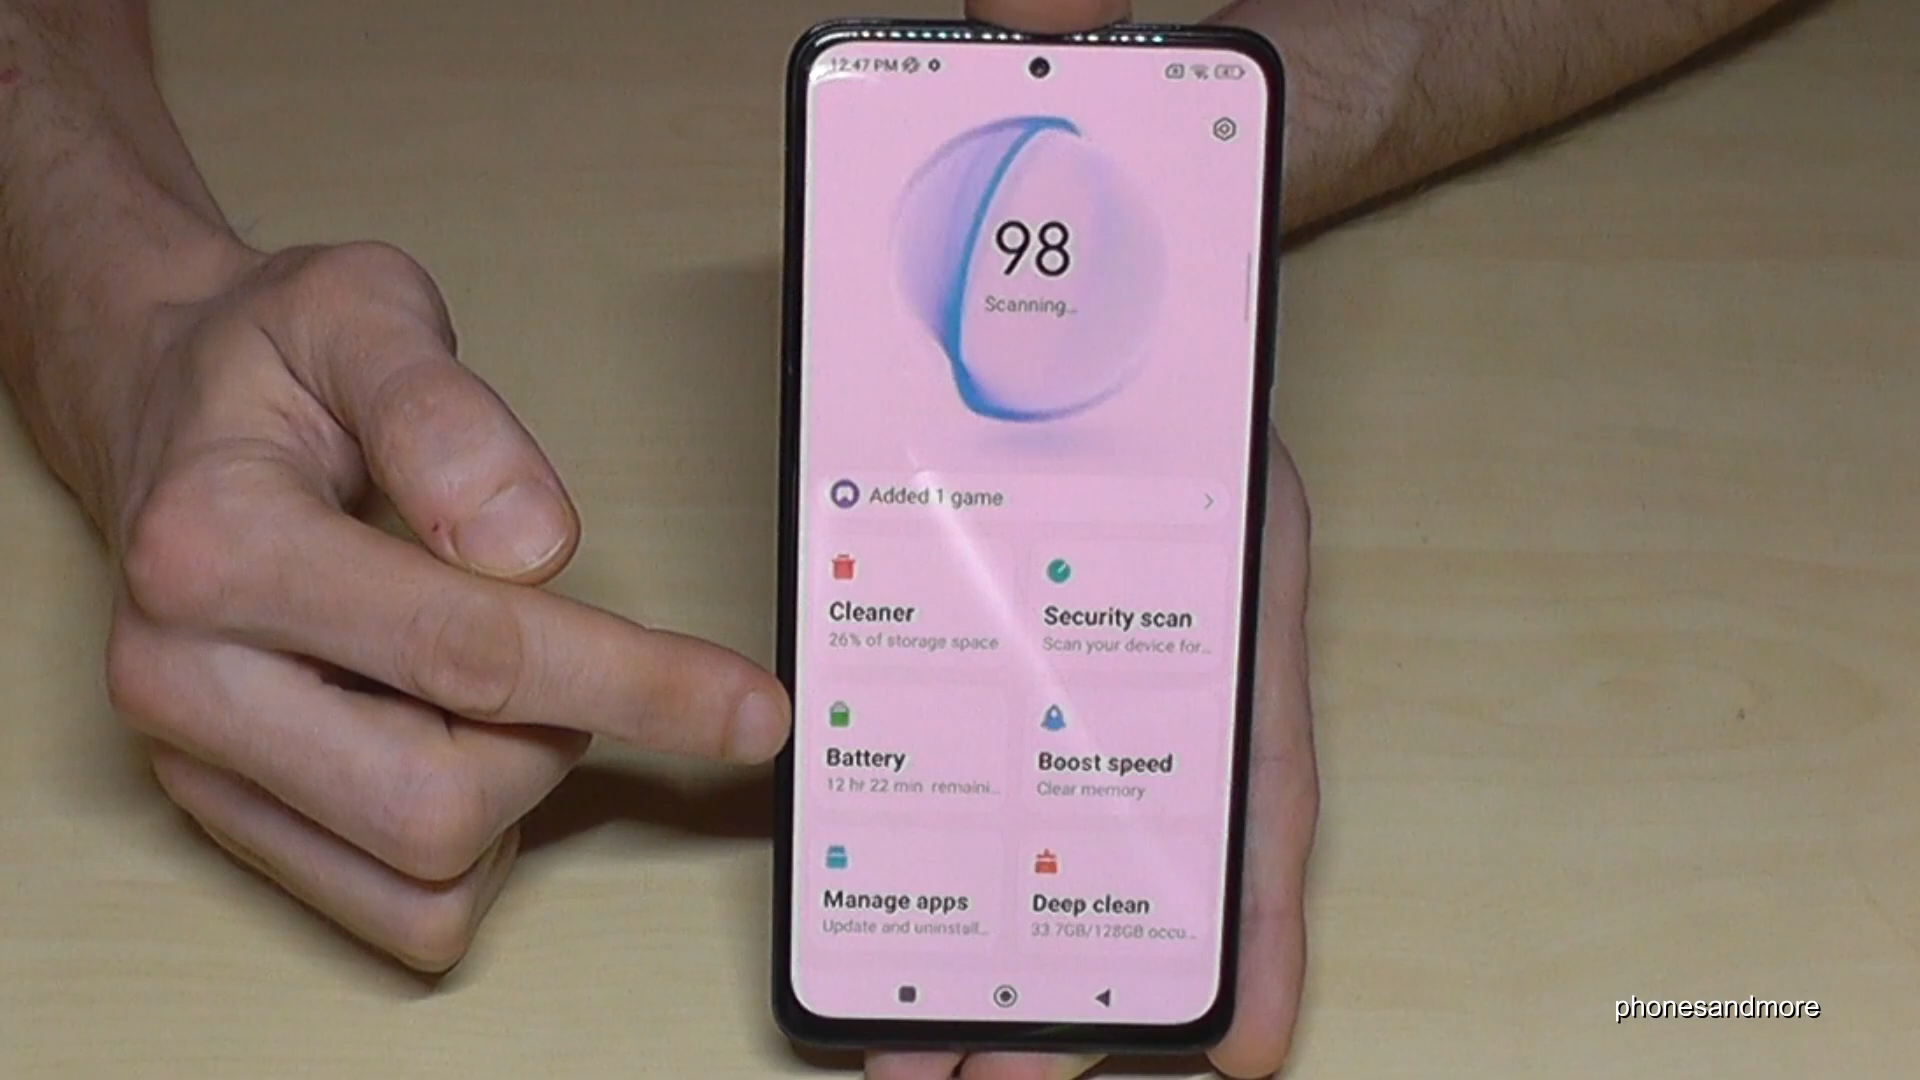 12:47 PM
98
Scanning...
Added 1 game
Cleaner
26% of storage space
Security scan
Scan your device for...
Battery
12 hr 22 min remaini...
Boost speed
Clear memory
Manage apps
Update and uninstall...
Deep clean
33.7GB/128GB occu...
phonesandmore